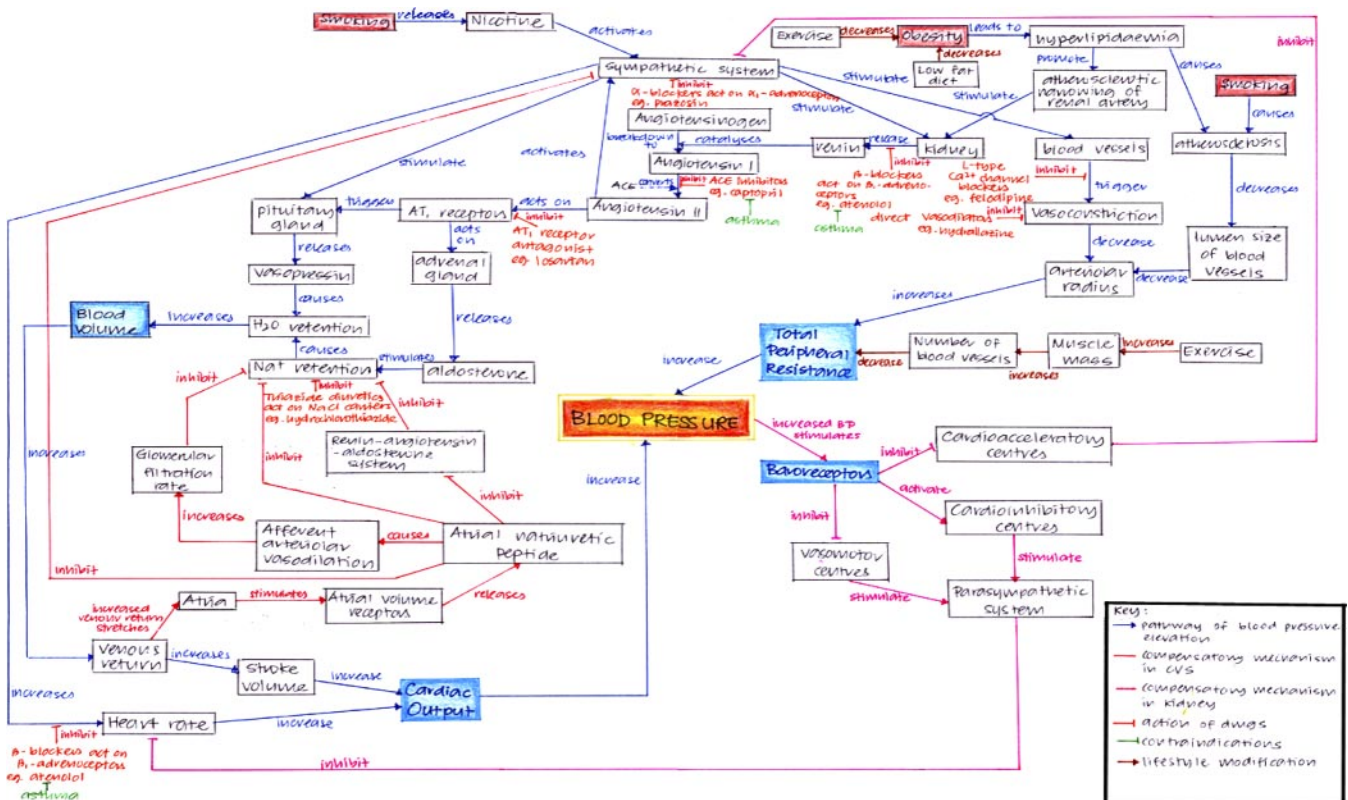 Smoking
releases
Nicotine
activates
Exercise
decreases
Obesity
leads to
hyperlipidaemia
inhibit
decreases
Low fat
diet
promote
causes
sympathetic system
stimulate
atherosclerotic
narrowing of
renal artery
Smoking
inhibit
α-blockers act on α₁-adrenoceptors
eg. prazosin
stimulate
stimulate
causes
Angiotensinogen
breakdown
to
catalyses
renin
release
kidney
blood vessels
atherosclerosis
activates
stimulate
Angiotensin I
inhibit
β-blockers
act on β₁-adreno-
ceptors
eg. atenolol
asthma
L-type
Ca²⁺ channel
blockers
eg. felodipine
inhibit
trigger
decreases
ACE
converts
inhibit
ACE inhibitors
eg. captopril
asthma
direct vasodilators
eg. hydrallazine
inhibit
vasoconstriction
pituitary
gland
trigger
AT₁ receptors
acts on
Angiotensin II
inhibit
AT₁ receptor
antagonist
eg. losartan
acts
on
decrease
lumen size
of blood
vessels
releases
adrenal
gland
vasopressin
arteriolar
radius
decrease
causes
releases
increases
Blood
volume
increases
H₂O retention
Total
Peripheral
Resistance
decrease
Number of
blood vessels
increases
Muscle
mass
increases
Exercise
causes
stimulates
increase
inhibit
Na⁺ retention
aldosterone
inhibit
Thiazide diuretics
act on NaCl carriers
eg. hydrochlorothiazide
inhibit
BLOOD PRESSURE
increased BP
stimulates
Cardioacceleratory
centres
inhibit
Renin-angiotensin
-aldosterone
system
increases
Glomerular
filtration
rate
inhibit
inhibit
increase
Baroreceptors
activate
increases
Afferent
arteriolar
vasodilation
causes
Atrial natriuretic
peptide
inhibit
Cardioinhibitory
centres
vasomotor
centres
stimulate
inhibit
stimulate
Parasympathetic
system
increased
venous return
stretches
Atria
stimulates
Atrial volume
receptors
releases
venous
return
increases
Stroke
volume
increase
Cardiac
Output
increases
Heart rate
increase
inhibit
β-blockers act on
β₁-adrenoceptors
eg. atenolol
asthma
inhibit
Key:
pathway of blood pressure
elevation
compensatory mechanism
in CVS
compensatory mechanism
in kidney
action of drugs
contraindications
lifestyle modification